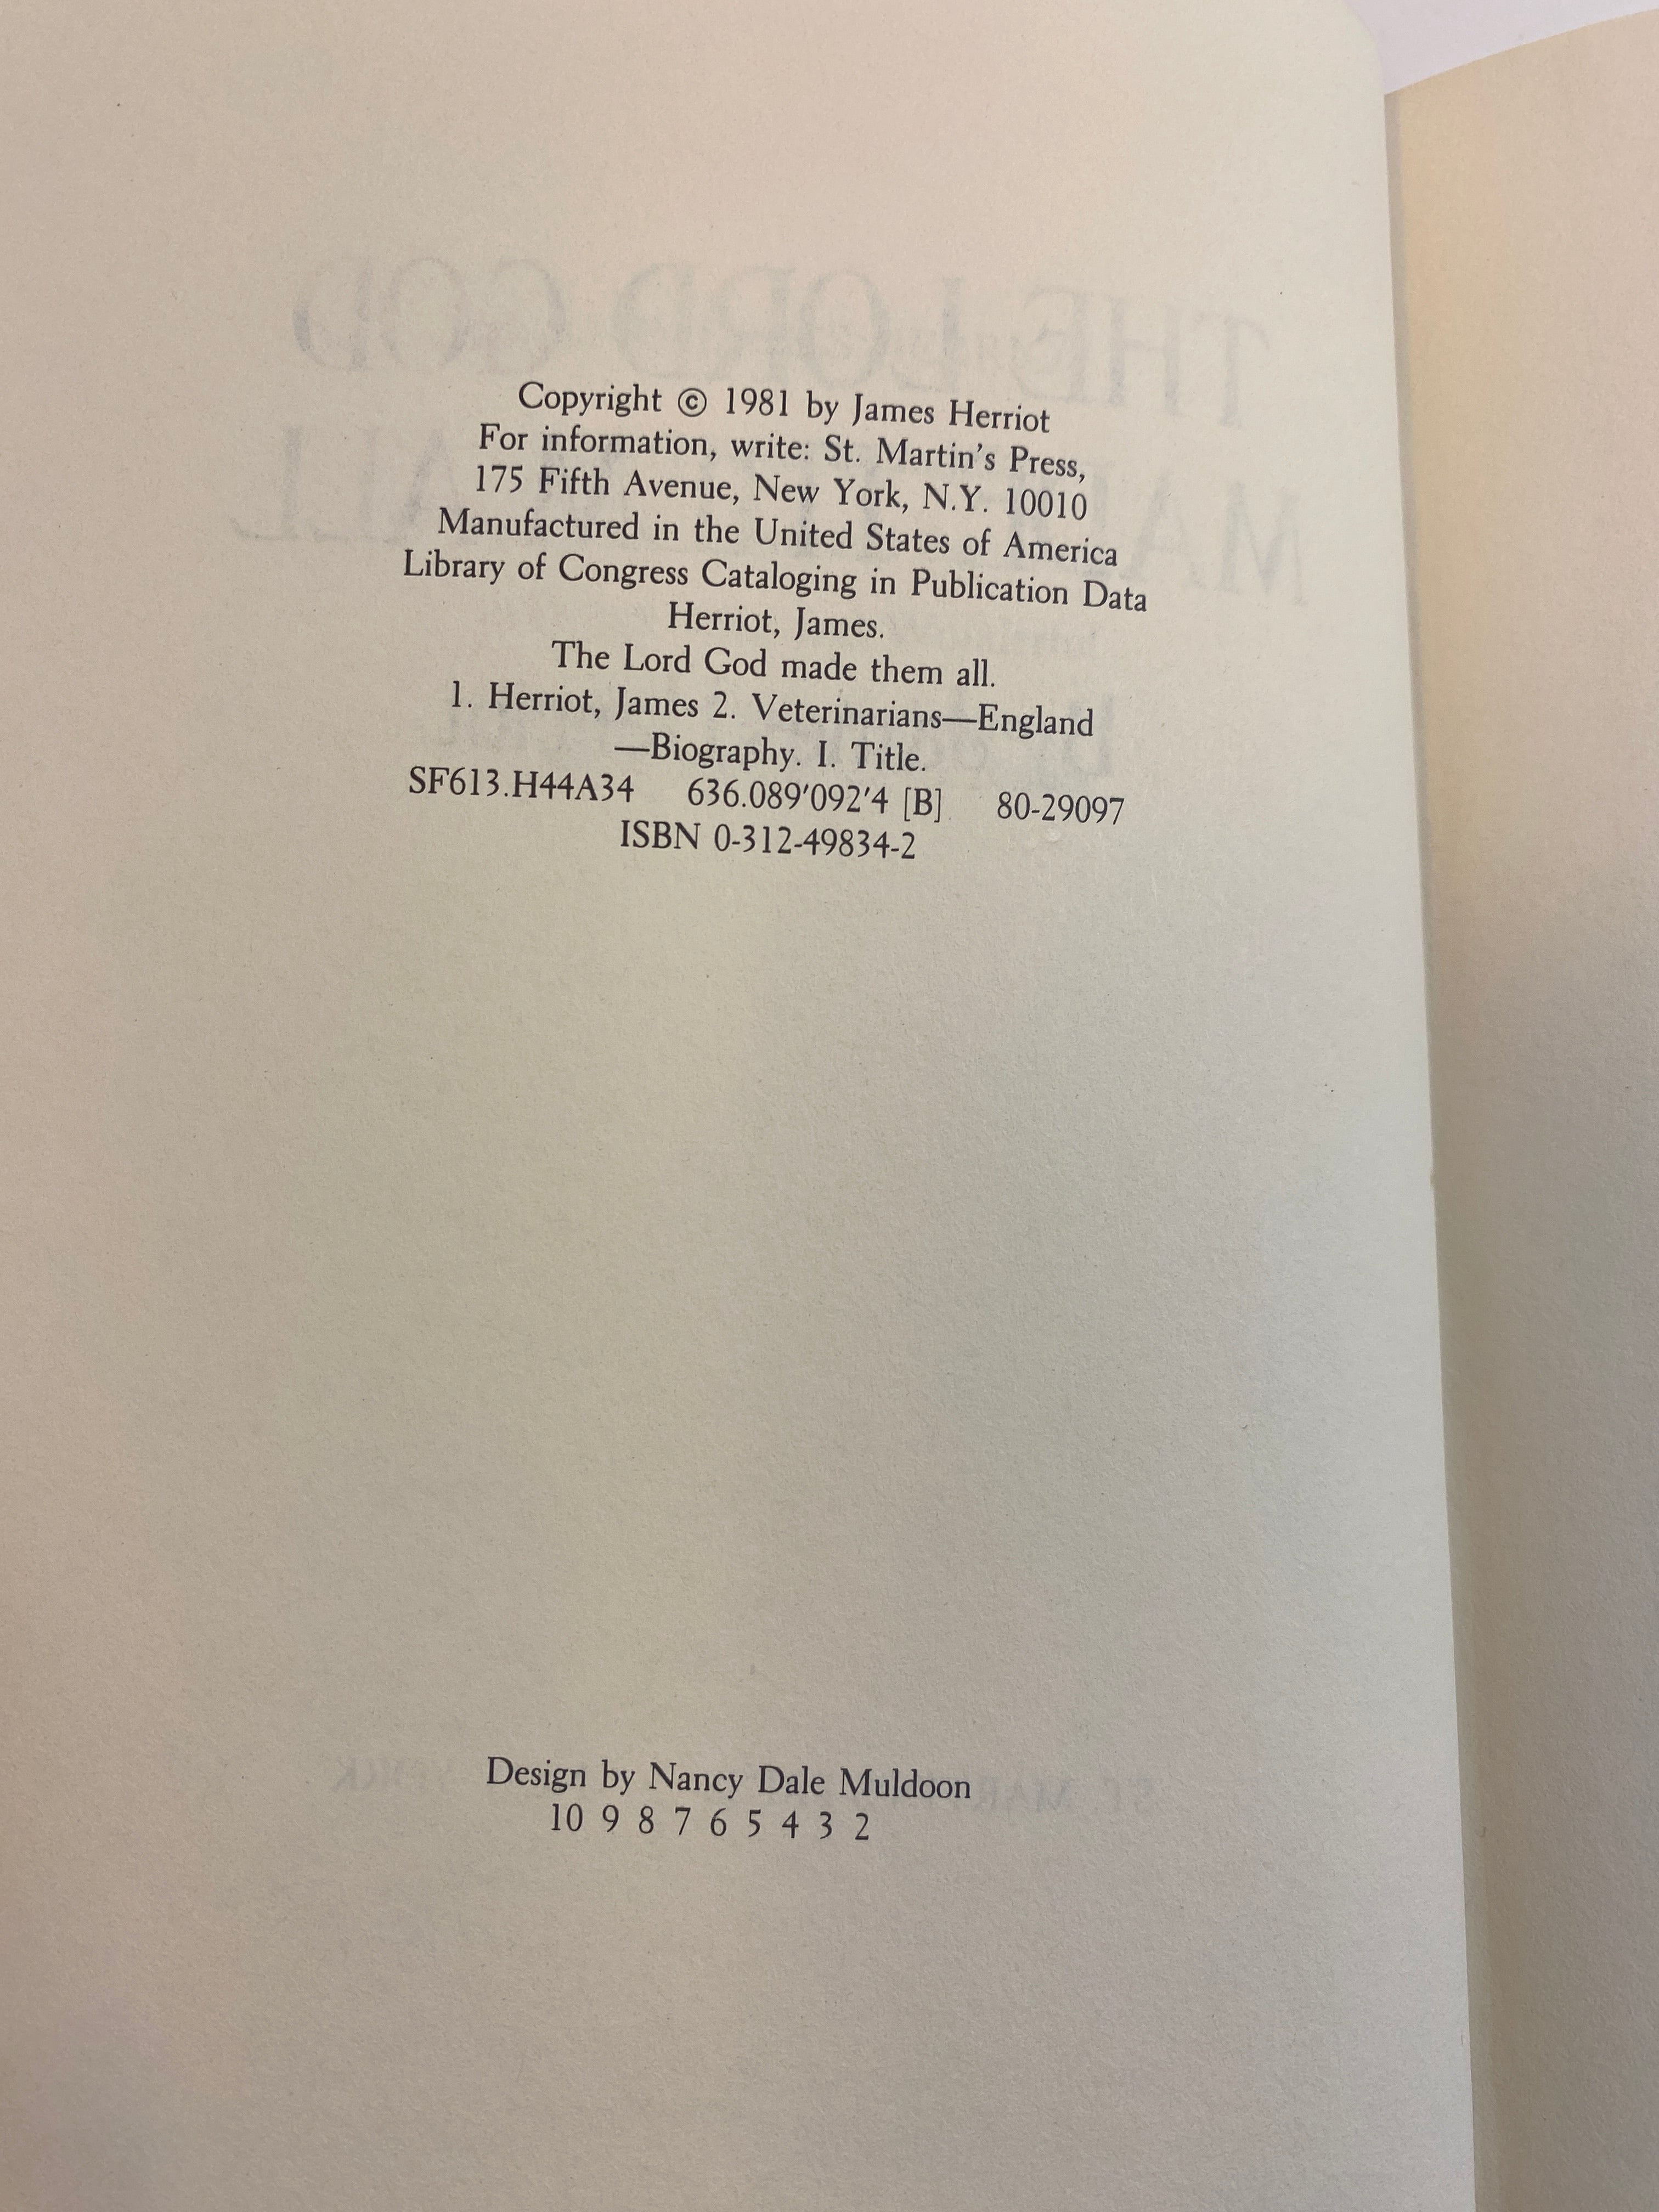 Copyright © 1981 by James Herriot
For information, write: St. Martin's Press,
175 Fifth Avenue, New York, N.Y. 10010
Manufactured in the United States of America
Library of Congress Cataloging in Publication Data
Herriot, James.
The Lord God made them all.
1. Herriot, James 2. Veterinarians—England
—Biography. I. Title.
SF613.H44A34 636.089′092′4 [B] 80-29097
ISBN 0-312-49834-2
Design by Nancy Dale Muldoon
10 9 8 7 6 5 4 3 2